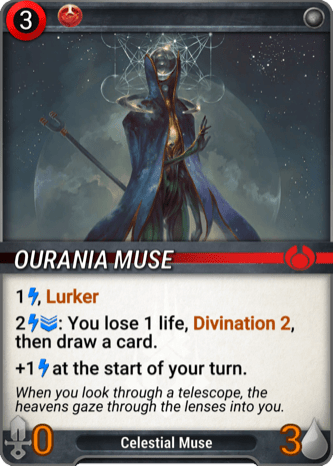 3
OURANIA MUSE
1, Lurker
2: You lose 1 life, Divination 2,
then draw a card.
+1 at the start of your turn.
When you look through a telescope, the
heavens gaze through the lenses into you.
0 Celestial Muse 3